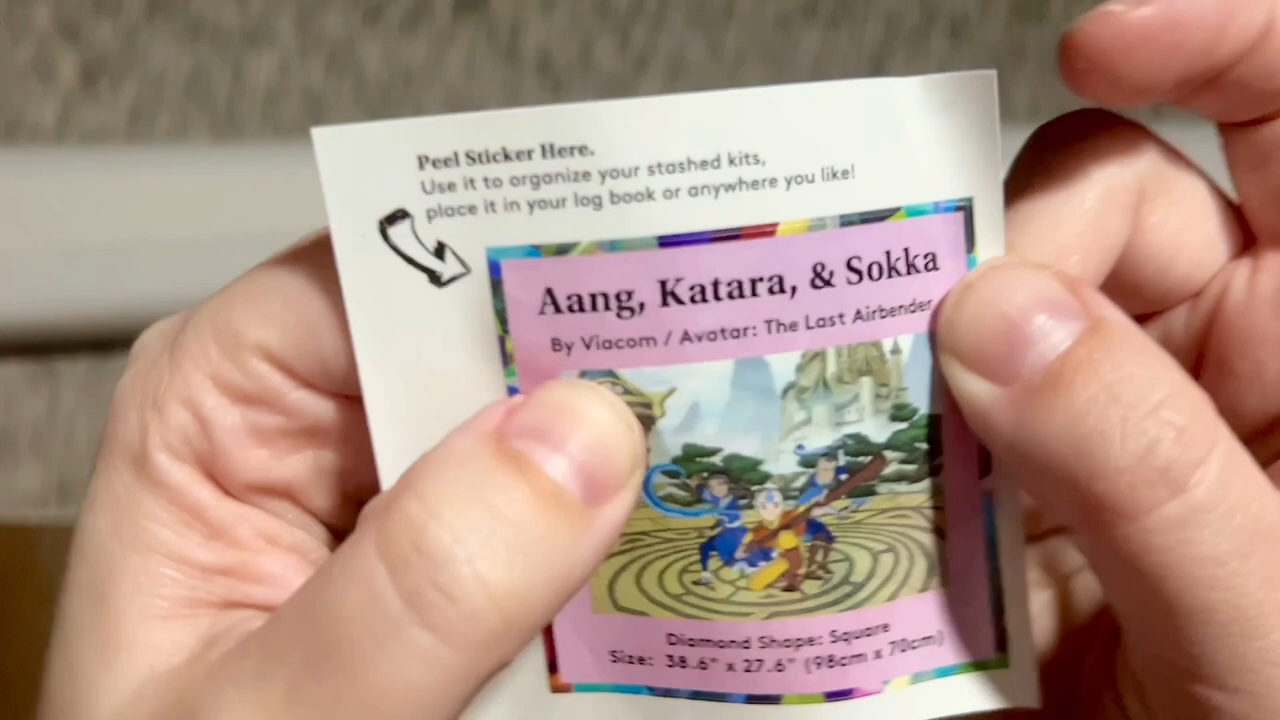 Peel Sticker Here.
Use it to organize your stashed kits,
place it in your log book or anywhere you like!
Aang, Katara, & Sokka
By Viacom / Avatar: The Last Airbender
Diamond Shape: Square
Size: 38.6" x 27.6" (98cm x 70cm)